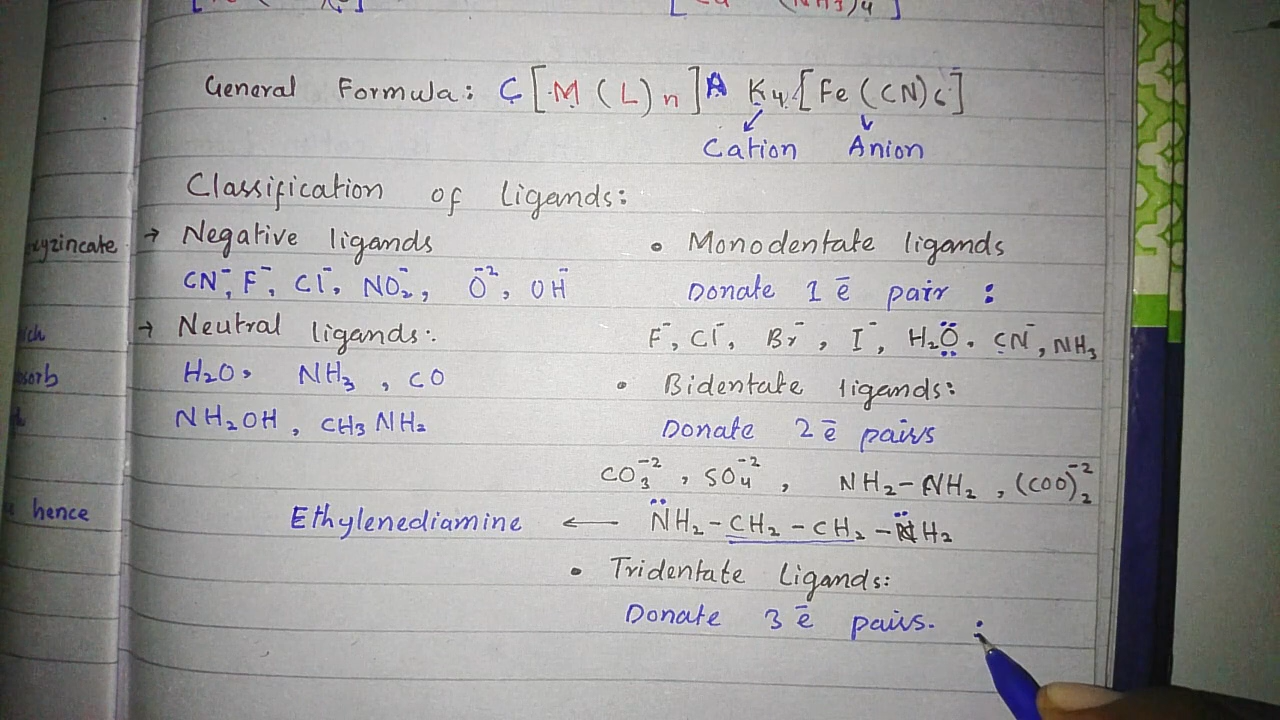 (NH3)4]
General Formula: C[M(L)n]A K4[Fe(CN)6]
Cation Anion
Classification of Ligands:
→ Negative ligands
CN⁻, F⁻, Cl⁻, NO₂⁻, O⁻², OH⁻
→ Neutral ligands:
H2O, NH3, CO
NH2OH, CH3NH2
• Monodentate ligands
Donate 1 ē pair :
F⁻, Cl⁻, Br⁻, I⁻, H2O, CN⁻, NH3
• Bidentate ligands:
Donate 2 ē pairs
CO3⁻², SO4⁻², NH2-NH2, (COO)2⁻²
Ethylenediamine ← NH2-CH2-CH2-NH2
• Tridentate Ligands:
Donate 3 ē pairs. :
hence